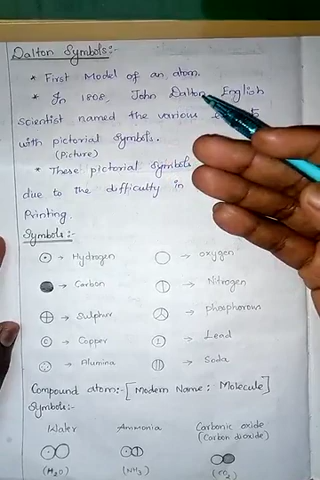 Dalton Symbols:-
* First Model of an atom.
* In 1808, John Dalton English
scientist named the various
with pictorial symbols.
(Picture)
* These pictorial symbols
due to the difficulty in
Printing.
Symbols:-
→ Hydrogen → oxygen
→ Carbon → Nitrogen
→ Sulphur → phosphorous
C → Copper L → Lead
→ Alumina → Soda
Compound atom:- [Modern Name: Molecule]
Symbols:-
Water Ammonia Carbonic oxide
(Carbon dioxide)
(H2O) (NH3) (CO2)